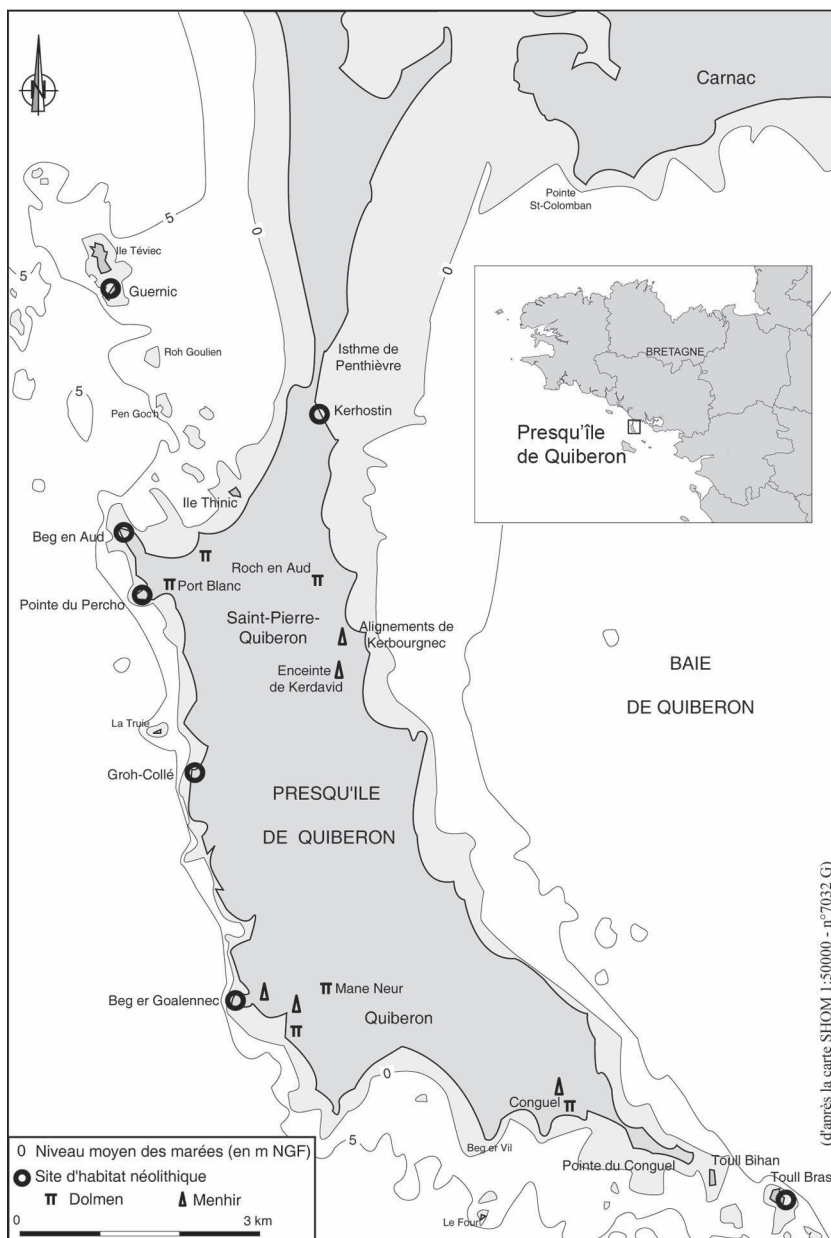 N
Carnac
Pointe
St-Colomban
5
0
0
Ile Téviec
5
Guernic
Roh Goulien
Isthme de
Penthièvre
BRETAGNE
5
Pen Goc'h
Kerhostin
Presqu'île
de Quiberon
Ile Thinic
Beg en Aud
Roch en Aud
Port Blanc
Pointe du Percho
Saint-Pierre-
Quiberon
Alignements de
Kerbourgnec
Enceinte
de Kerdavid
BAIE
DE QUIBERON
La Truie
Groh-Collé
PRESQU'ILE
DE QUIBERON
Mane Neur
Beg er Goalennec
Quiberon
0
Conguel
5
Beg er Vil
Pointe du Conguel
Toull Bihan
Toull Bras
Le Four
(d'après la carte SHOM 1:50000 - n°7032 G)
0 Niveau moyen des marées (en m NGF)
Site d'habitat néolithique
Dolmen
Menhir
0
3 km